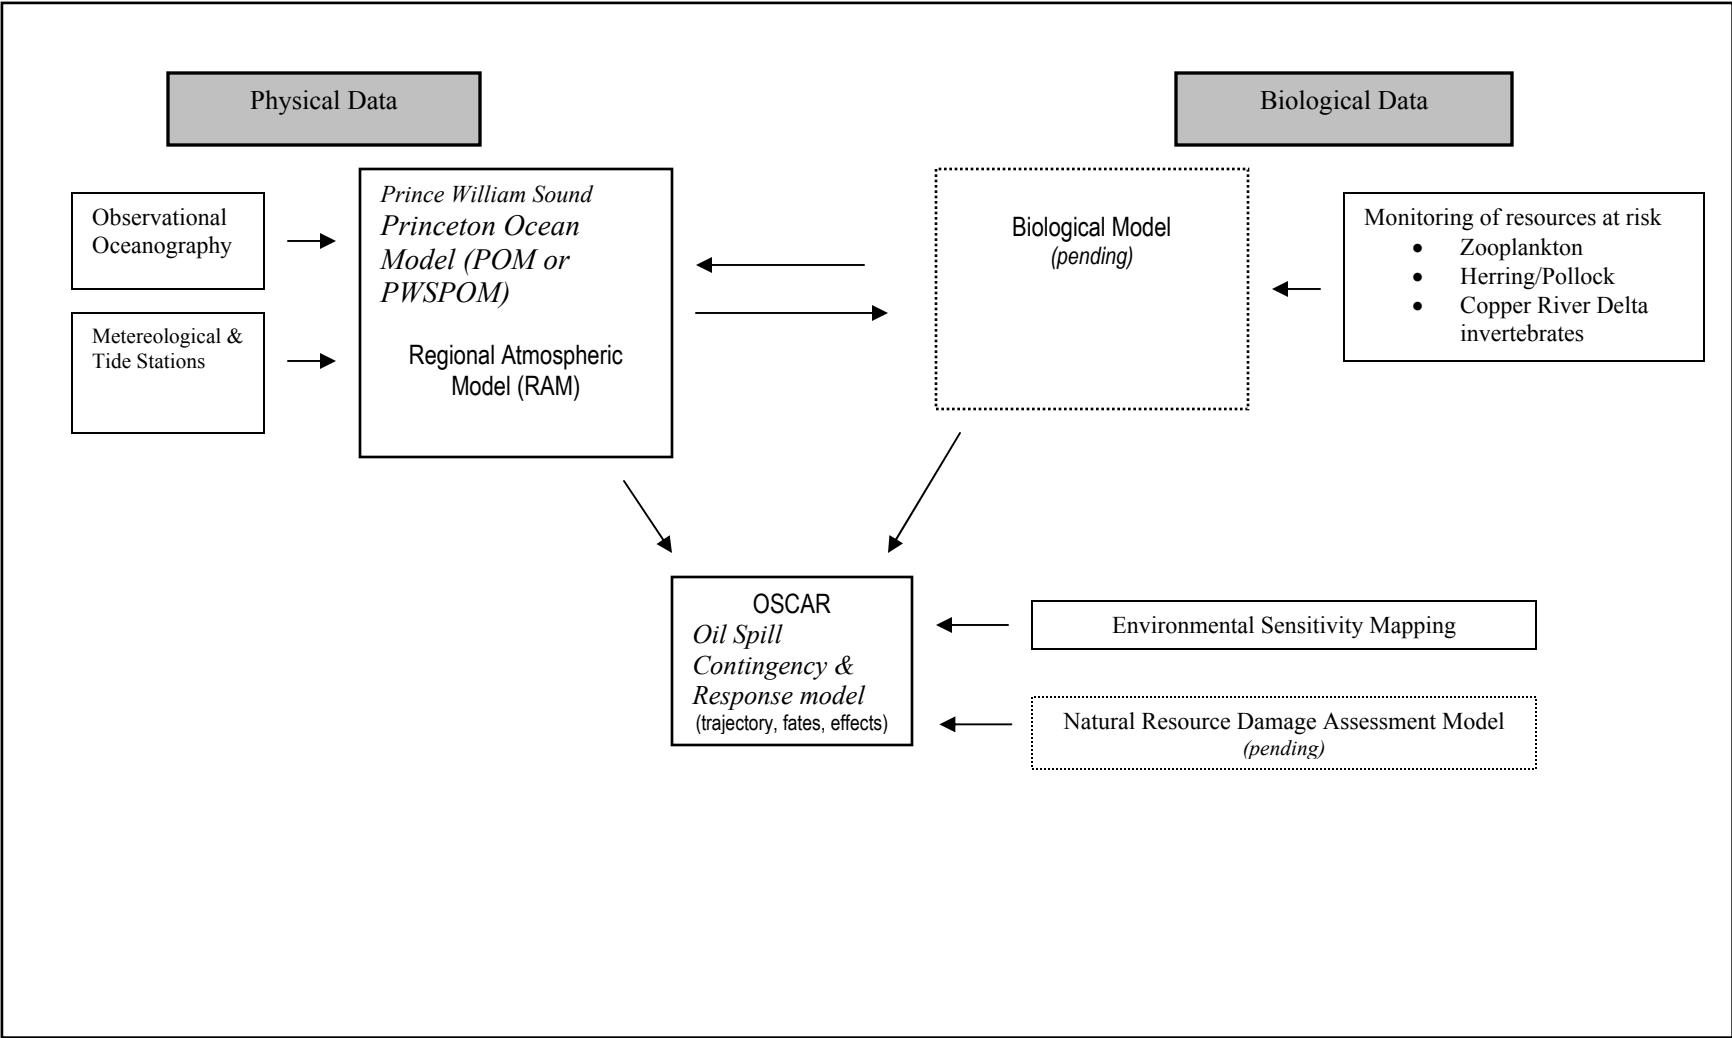 Physical Data
Biological Data
Observational
Oceanography
Metereological &
Tide Stations
Prince William Sound
Princeton Ocean
Model (POM or
PWSPOM)
Regional Atmospheric
Model (RAM)
Biological Model
(pending)
Monitoring of resources at risk
• Zooplankton
• Herring/Pollock
• Copper River Delta
invertebrates
OSCAR
Oil Spill
Contingency &
Response model
(trajectory, fates, effects)
Environmental Sensitivity Mapping
Natural Resource Damage Assessment Model
(pending)